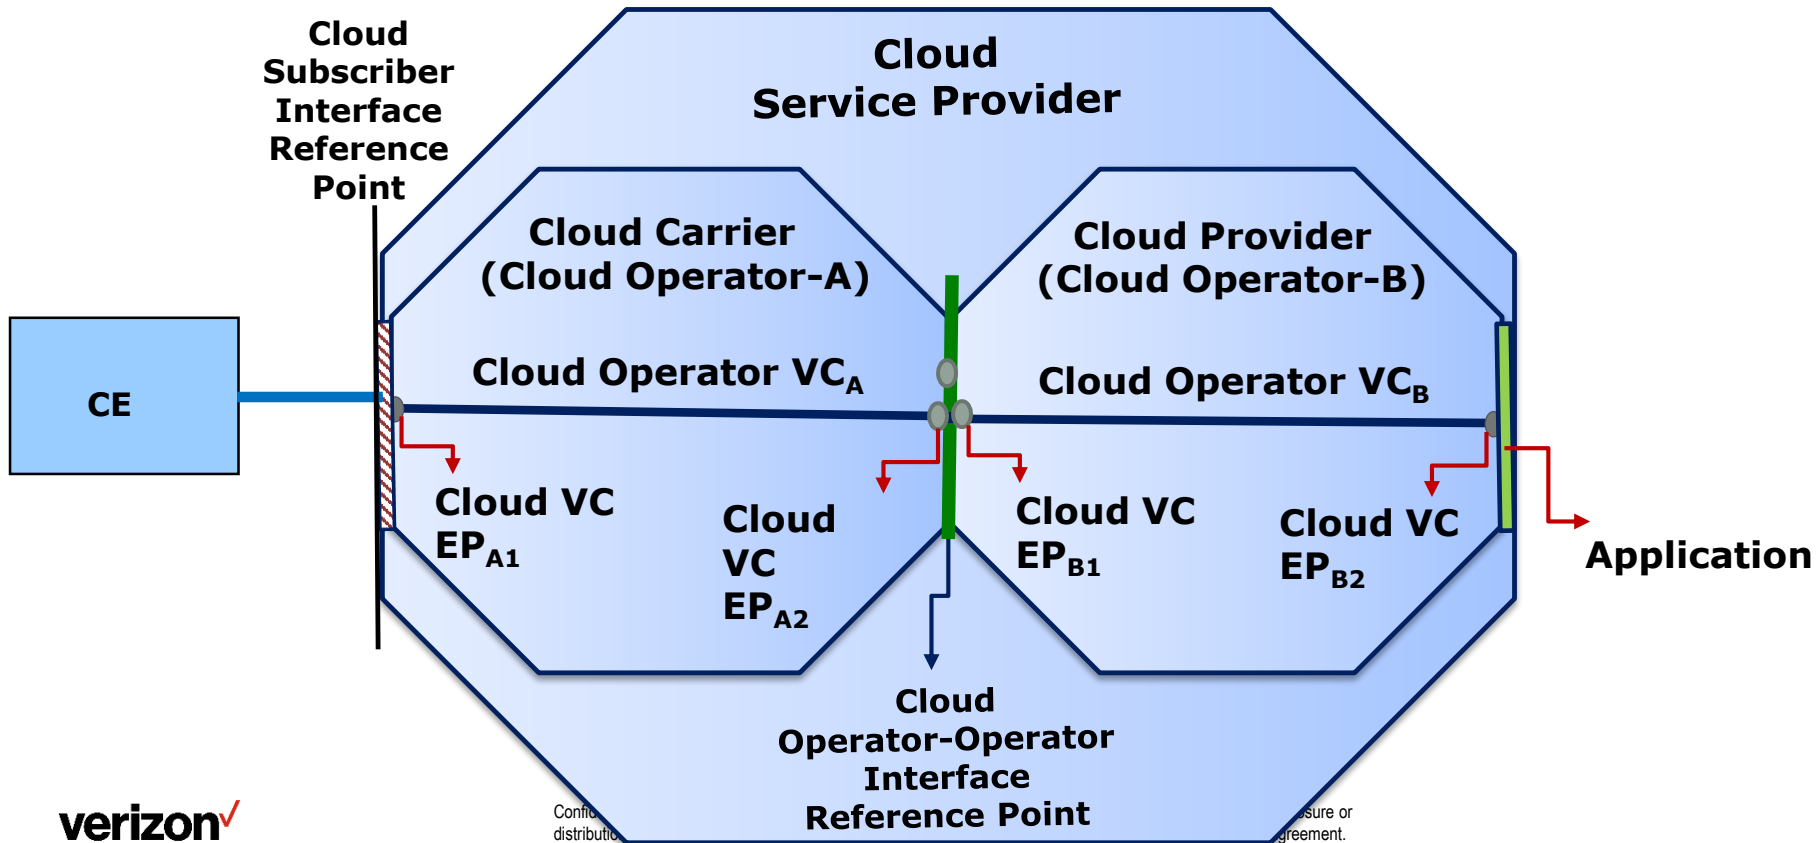 Cloud
Subscriber
Interface
Reference
Point
Cloud
Service Provider
Cloud Carrier
(Cloud Operator-A)
Cloud Provider
(Cloud Operator-B)
CE
Cloud Operator VCA
Cloud Operator VCB
Cloud VC
EPA1
Cloud
VC
EPA2
Cloud VC
EPB1
Cloud VC
EPB2
Application
Cloud
Operator-Operator
Interface
Reference Point
verizon
or
distributio